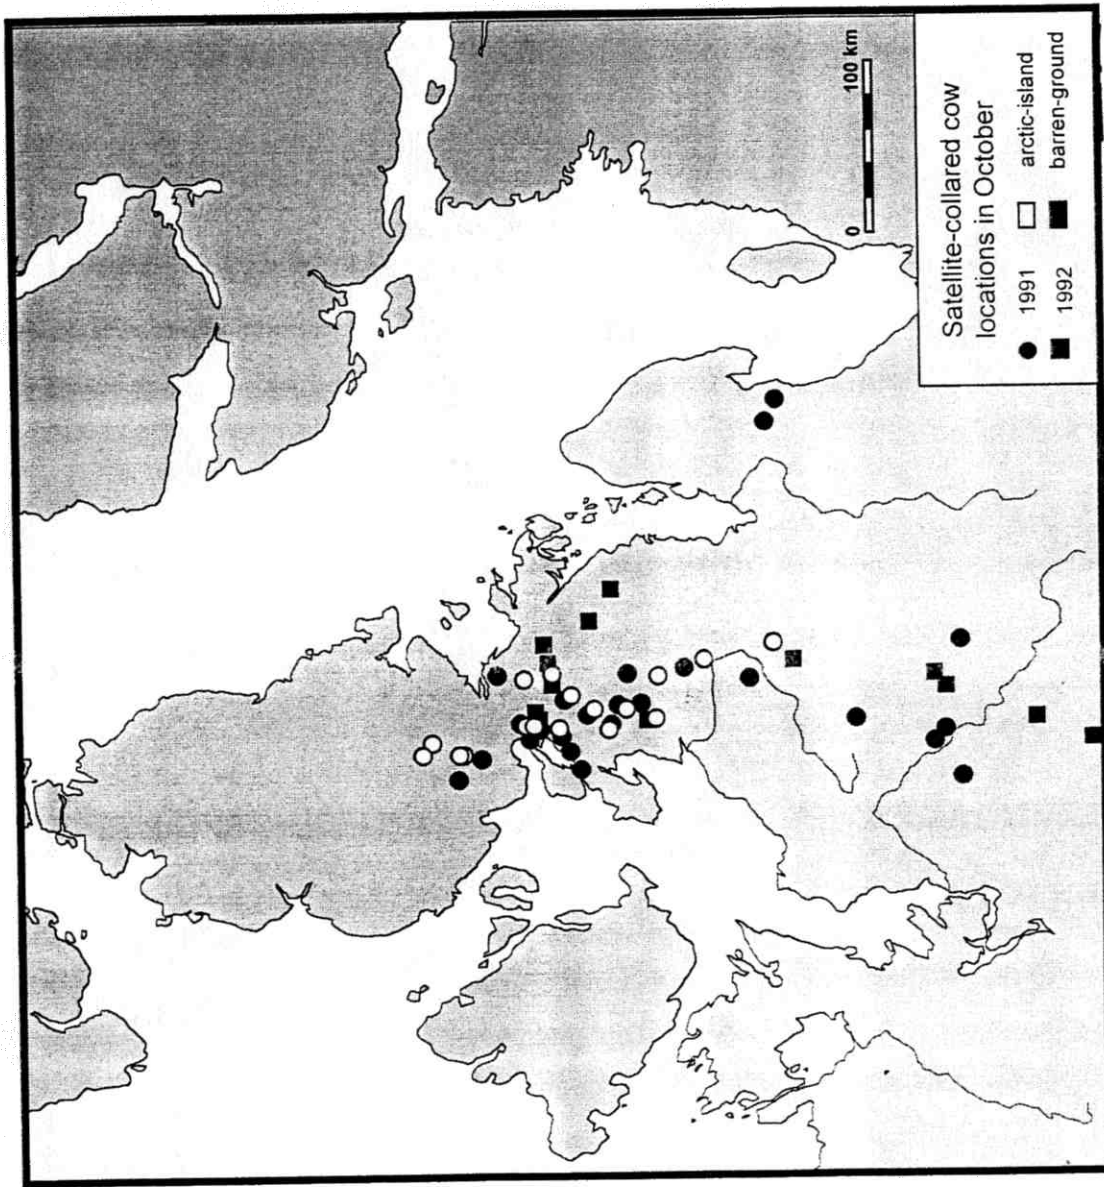 Satellite-collared cow
locations in October
1991 arctic-island
1992 barren-ground
0 100 km